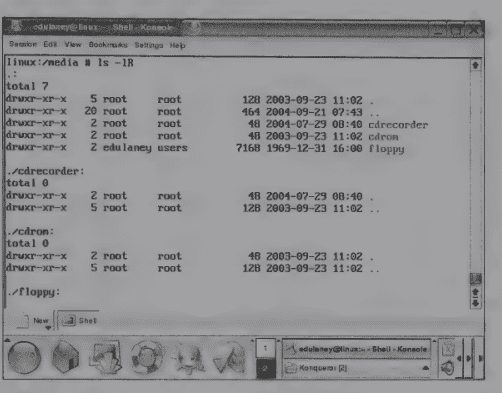 edulaney@linux: - Shell - Konsole
Session Edit View Bookmarks Settings Help
linux:/media # ls -lR
.:
total 7
drwxr-xr-x 5 root root 128 2003-09-23 11:02 .
drwxr-xr-x 20 root root 464 2004-09-21 07:43 ..
drwxr-xr-x 2 root root 48 2004-07-29 08:40 cdrecorder
drwxr-xr-x 2 root root 48 2003-09-23 11:02 cdrom
drwxr-xr-x 2 edulaney users 7168 1969-12-31 16:00 floppy
./cdrecorder:
total 0
drwxr-xr-x 2 root root 48 2004-07-29 08:40 .
drwxr-xr-x 5 root root 128 2003-09-23 11:02 ..
./cdrom:
total 0
drwxr-xr-x 2 root root 48 2003-09-23 11:02 .
drwxr-xr-x 5 root root 128 2003-09-23 11:02 ..
./floppy:
New Shell
1 edulaney@linux:~ - Shell - Konsole
2 Konqueror [2]